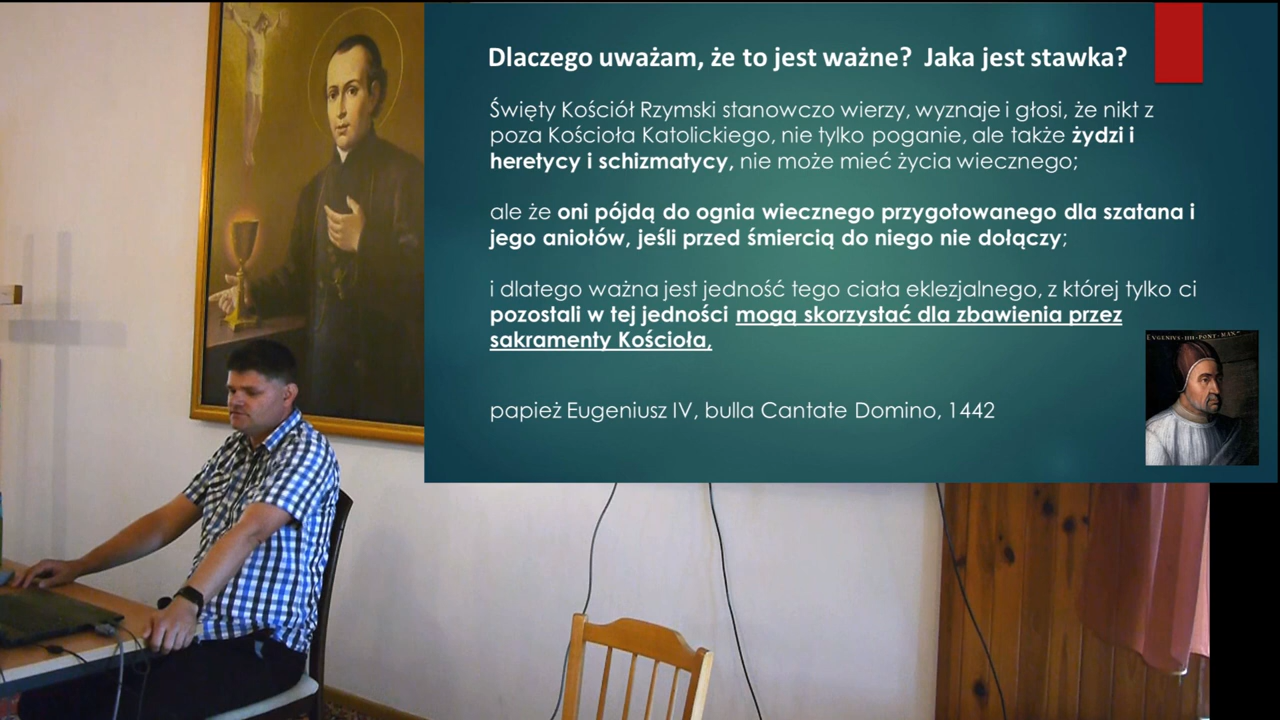 Dlaczego uważam, że to jest ważne? Jaka jest stawka?
Święty Kościół Rzymski stanowczo wierzy, wyznaje i głosi, że nikt z
poza Kościoła Katolickiego, nie tylko poganie, ale także żydzi i
heretycy i schizmatycy, nie może mieć życia wiecznego;
ale że oni pójdą do ognia wiecznego przygotowanego dla szatana i
jego aniołów, jeśli przed śmiercią do niego nie dołączy;
i dlatego ważna jest jedność tego ciała eklezjalnego, z której tylko ci
pozostali w tej jedności mogą skorzystać dla zbawienia przez
sakramenty Kościoła,
EVGENIVS · IIII · PONT · MAX
papież Eugeniusz IV, bulla Cantate Domino, 1442